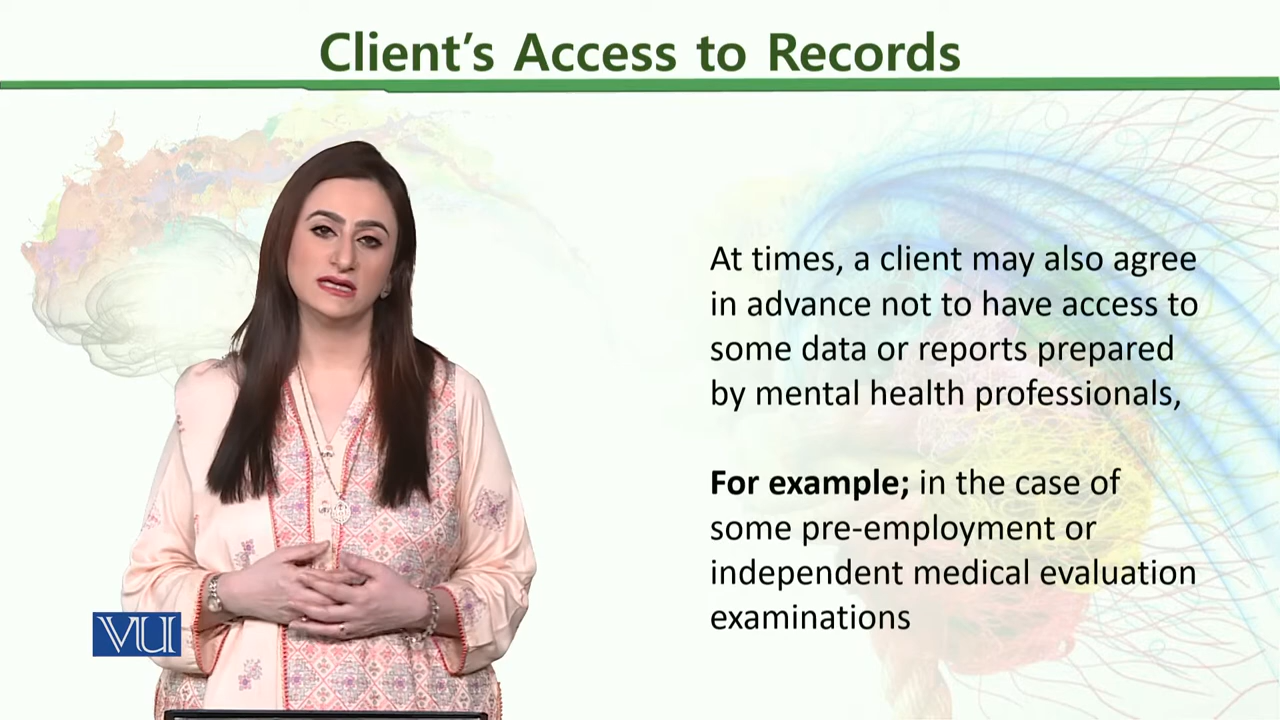 Client’s Access to Records
At times, a client may also agree
in advance not to have access to
some data or reports prepared
by mental health professionals,
For example; in the case of
some pre-employment or
independent medical evaluation
examinations
VU